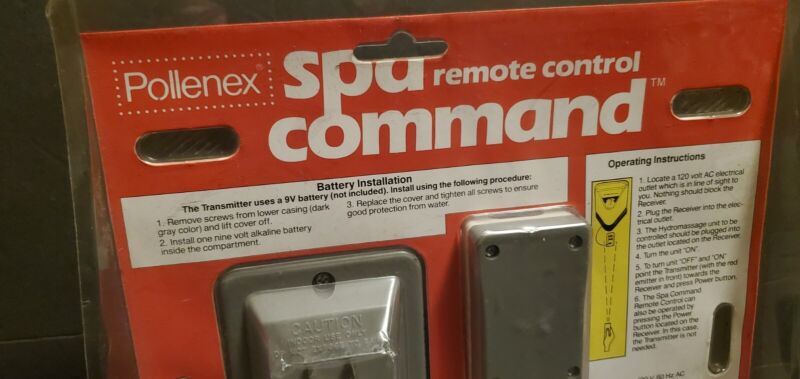 Pollenex®
spa remote control
command™
Battery Installation
The Transmitter uses a 9V battery (not included). Install using the following procedure:
1. Remove screws from lower casing (dark
gray color) and lift cover off.
2. Install one nine volt alkaline battery
inside the compartment.
3. Replace the cover and tighten all screws to ensure
good protection from water.
Operating Instructions
1. Locate a 120 volt AC electrical
outlet which is in line of sight to
you. Nothing should block the
Receiver.
2. Plug the Receiver into the elec-
trical outlet.
3. The Hydromassage unit to be
controlled should be plugged into
the outlet located on the Receiver.
4. Turn the unit "ON".
5. To turn unit "OFF" and "ON"
point the Transmitter (with the red
emitter in front) towards the
Receiver and press Power button.
6. The Spa Command
Remote Control can
also be operated by
pressing the
Power button
located on the
Receiver. In this case,
the Transmitter is not
needed.
CAUTION
INDOOR USE
60 Hz AC